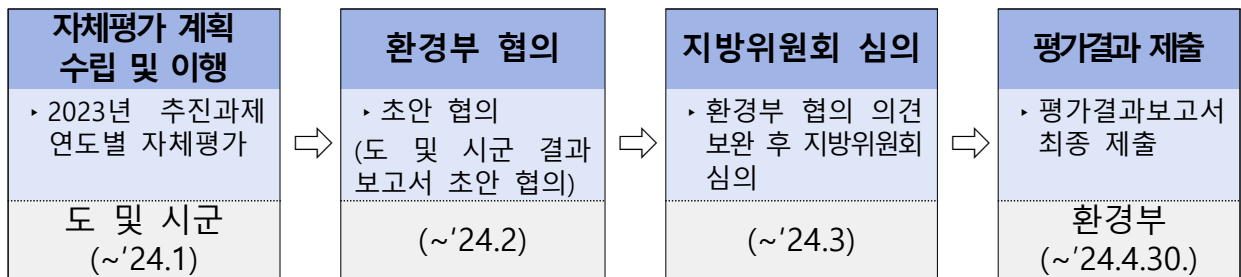 자체평가 계획
수립 및 이행
‣ 2023년 추진과제
연도별 자체평가
도 및 시군
(~'24.1)
환경부 협의
‣ 초안 협의
(도 및 시군 결과
보고서 초안 협의)
(~'24.2)
지방위원회 심의
‣ 환경부 협의 의견
보완 후 지방위원회
심의
(~'24.3)
평가결과 제출
‣ 평가결과보고서
최종 제출
환경부
(~'24.4.30.)